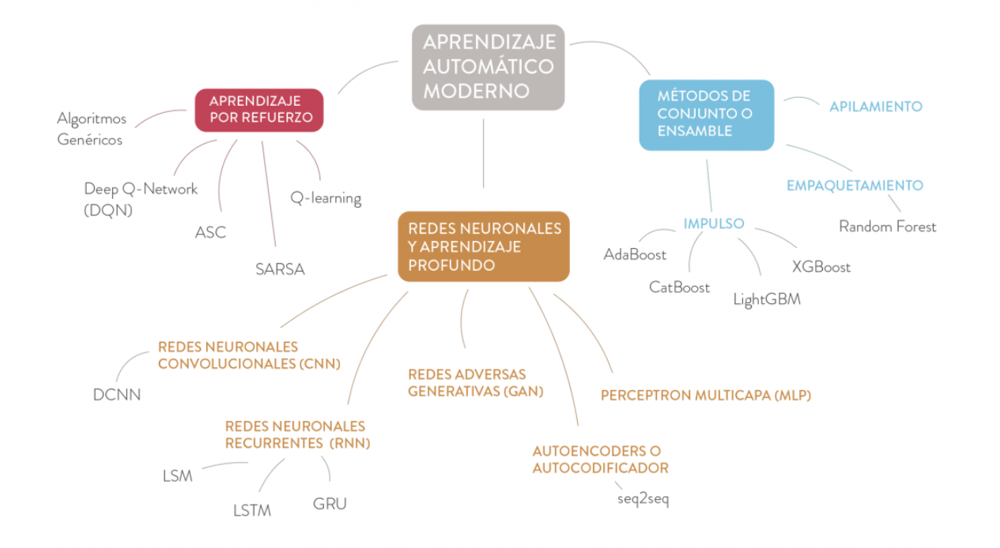 APRENDIZAJE
AUTOMÁTICO
MODERNO
APRENDIZAJE
POR REFUERZO
Algoritmos
Genéricos
Deep Q-Network
(DQN)
ASC
SARSA
Q-learning
MÉTODOS DE
CONJUNTO O
ENSAMBLE
APILAMIENTO
EMPAQUETAMIENTO
Random Forest
IMPULSO
AdaBoost
CatBoost
LightGBM
XGBoost
REDES NEURONALES
Y APRENDIZAJE
PROFUNDO
REDES NEURONALES
CONVOLUCIONALES (CNN)
DCNN
REDES NEURONALES
RECURRENTES (RNN)
LSM
LSTM
GRU
REDES ADVERSAS
GENERATIVAS (GAN)
AUTOENCODERS O
AUTOCODIFICADOR
seq2seq
PERCEPTRON MULTICAPA (MLP)